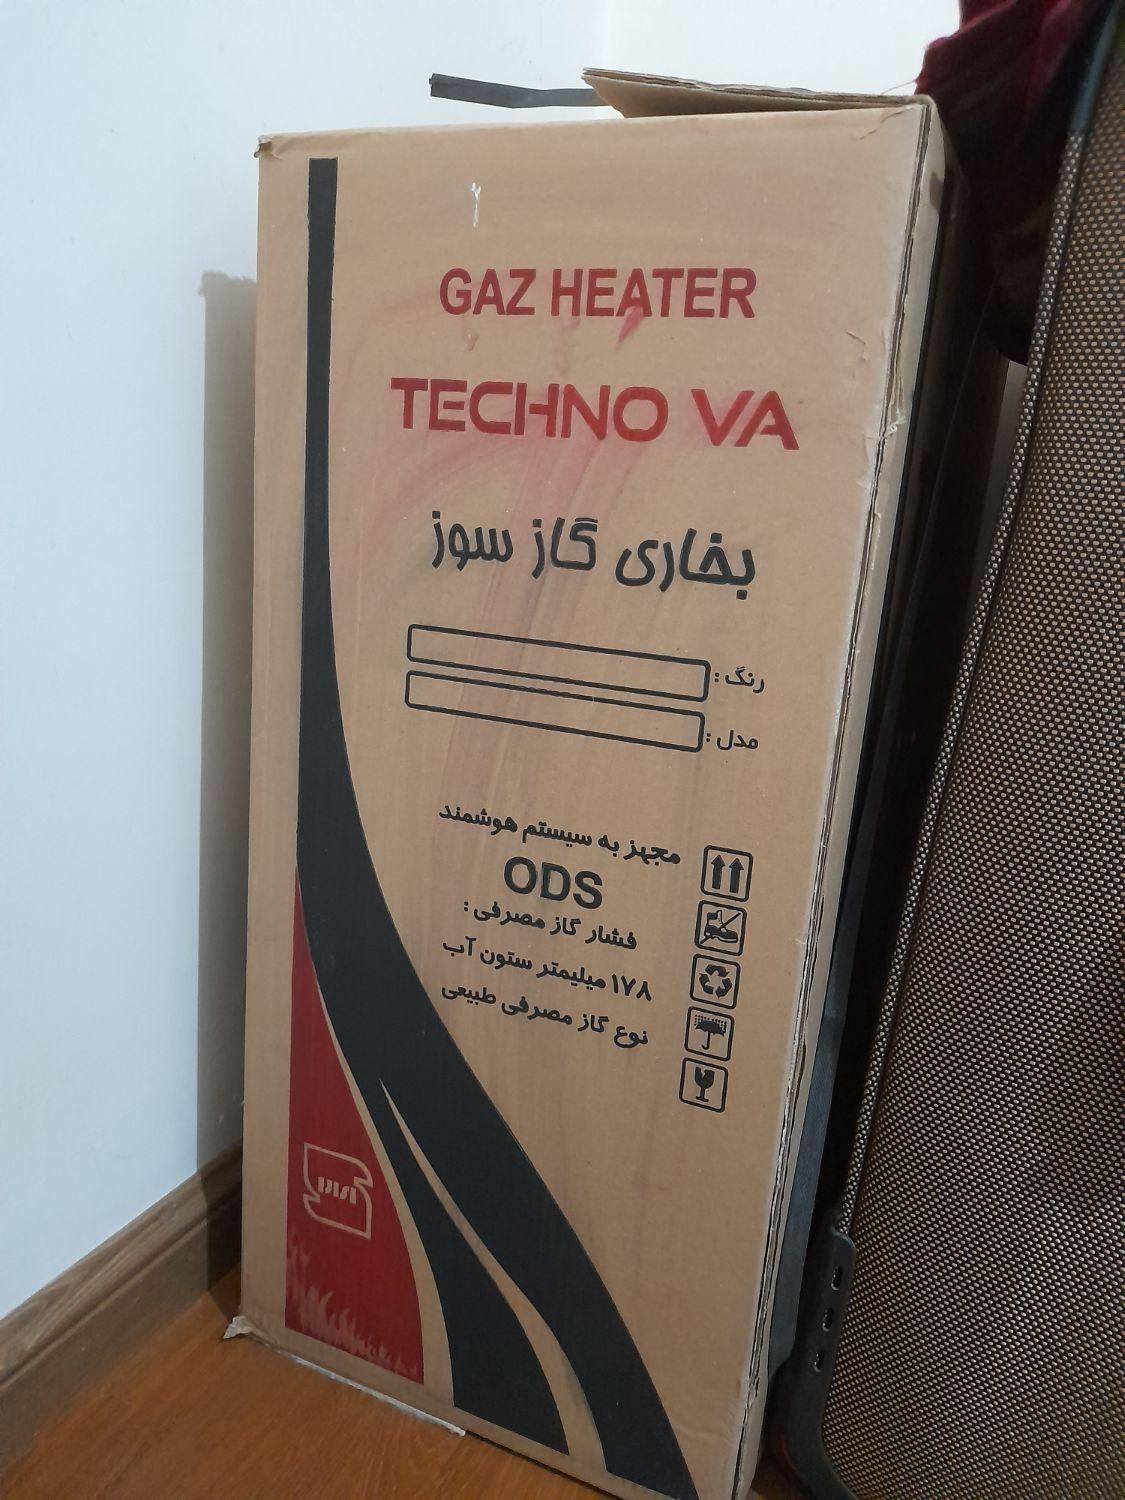 GAZ HEATER
TECHNO VA
بخاری گاز سوز
رنگ :
مدل :
مجهز به سیستم هوشمند
ODS
فشار گاز مصرفی :
۱۷۸ میلیمتر ستون آب
نوع گاز مصرفی طبیعی